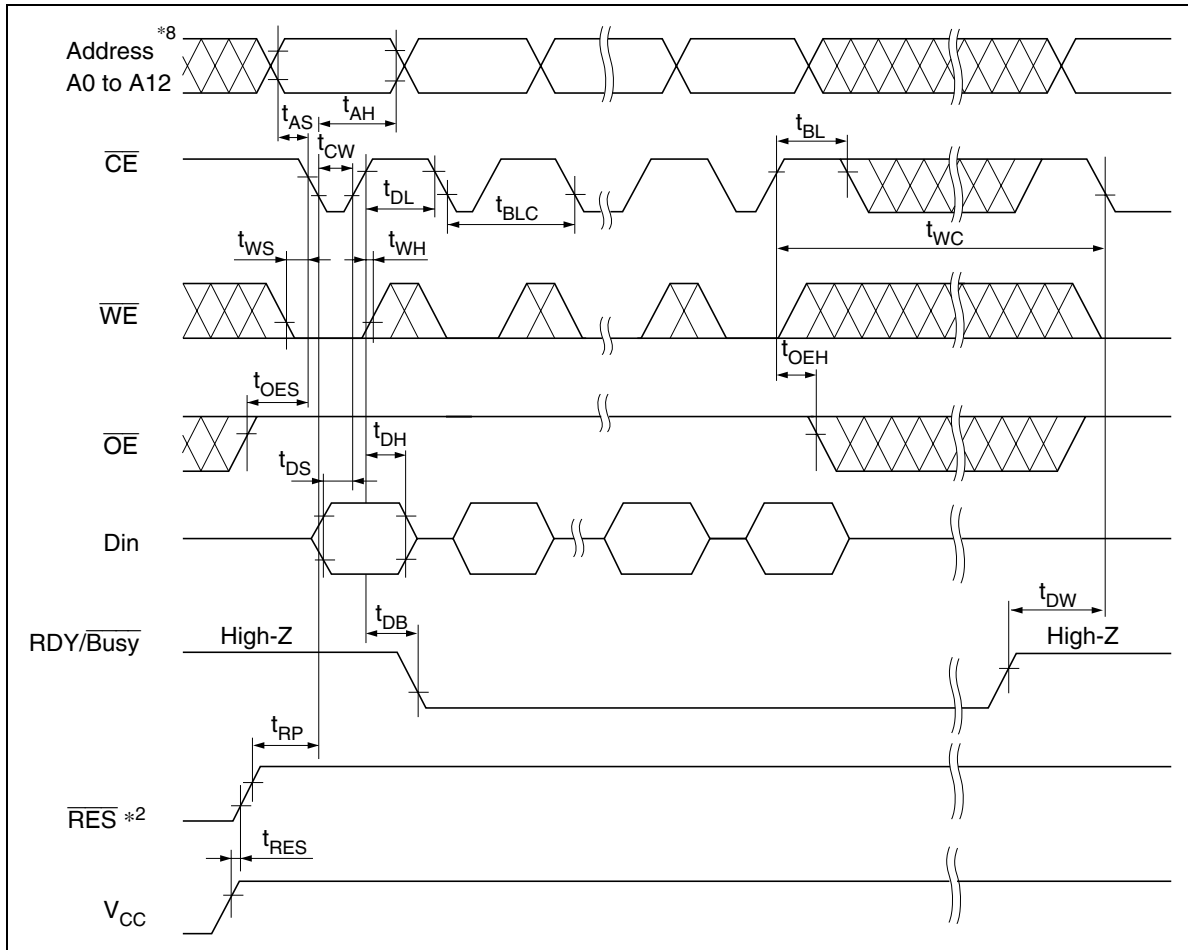 Address *8
A0 to A12
tAS
tAH
tBL
CE
tCW
tDL
tBLC
tWC
tWS
tWH
WE
tOEH
tOES
OE
tDH
tDS
Din
tDW
tDB
RDY/Busy
High-Z
High-Z
tRP
RES *2
tRES
VCC